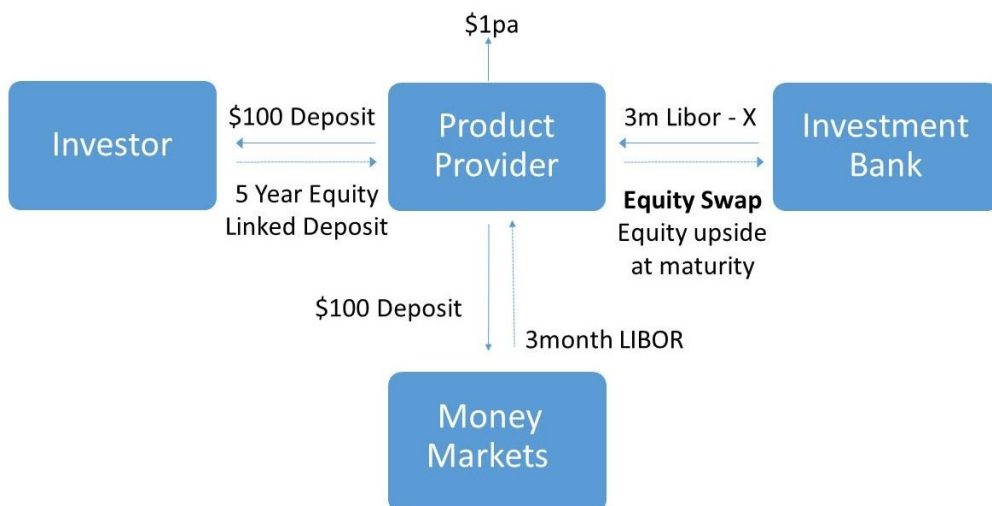 $1pa
Investor
$100 Deposit
5 Year Equity
Linked Deposit
Product
Provider
3m Libor - X
Equity Swap
Equity upside
at maturity
Investment
Bank
$100 Deposit
3month LIBOR
Money
Markets